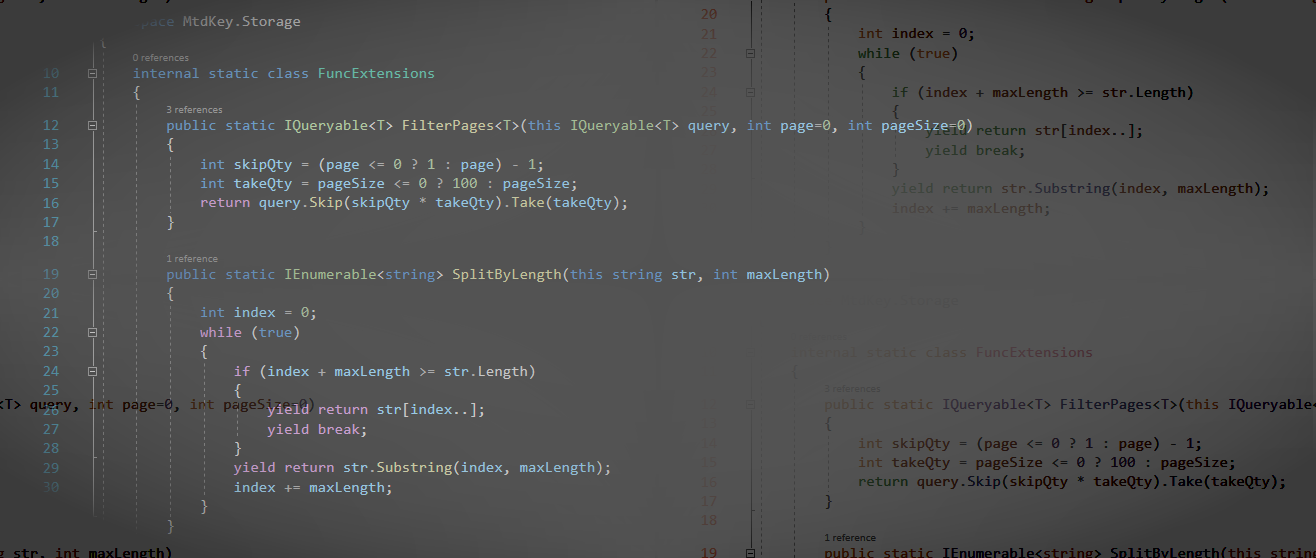 MtdKey.Storage
0 references
10 internal static class FuncExtensions
11 {
3 references
12 public static IQueryable<T> FilterPages<T>(this IQueryable<T> query, int page=0, int pageSize=0)
13 {
14 int skipQty = (page <= 0 ? 1 : page) - 1;
15 int takeQty = pageSize <= 0 ? 100 : pageSize;
16 return query.Skip(skipQty * takeQty).Take(takeQty);
17 }
18
1 reference
19 public static IEnumerable<string> SplitByLength(this string str, int maxLength)
20 {
21 int index = 0;
22 while (true)
23 {
24 if (index + maxLength >= str.Length)
25 {
26 yield return str[index..];
27 yield break;
28 }
29 yield return str.Substring(index, maxLength);
30 index += maxLength;
}
}
<T> query, int page=0, int pageSize=0)
str, int maxLength)
20 {
21 int index = 0;
22 while (true)
23 {
if (index + maxLength >= str.Length)
{
yield return str[index..];
yield break;
}
yield return str.Substring(index, maxLength);
index += maxLength;
static class FuncExtensions
{
3 references
public static IQueryable<T> FilterPages<T>(this IQueryable<
{
int skipQty = (page <= 0 ? 1 : page) - 1;
int takeQty = pageSize <= 0 ? 100 : pageSize;
16 return query.Skip(skipQty * takeQty).Take(takeQty);
17 }
18
1 reference
19 public static IEnumerable<string> SplitByLength(this